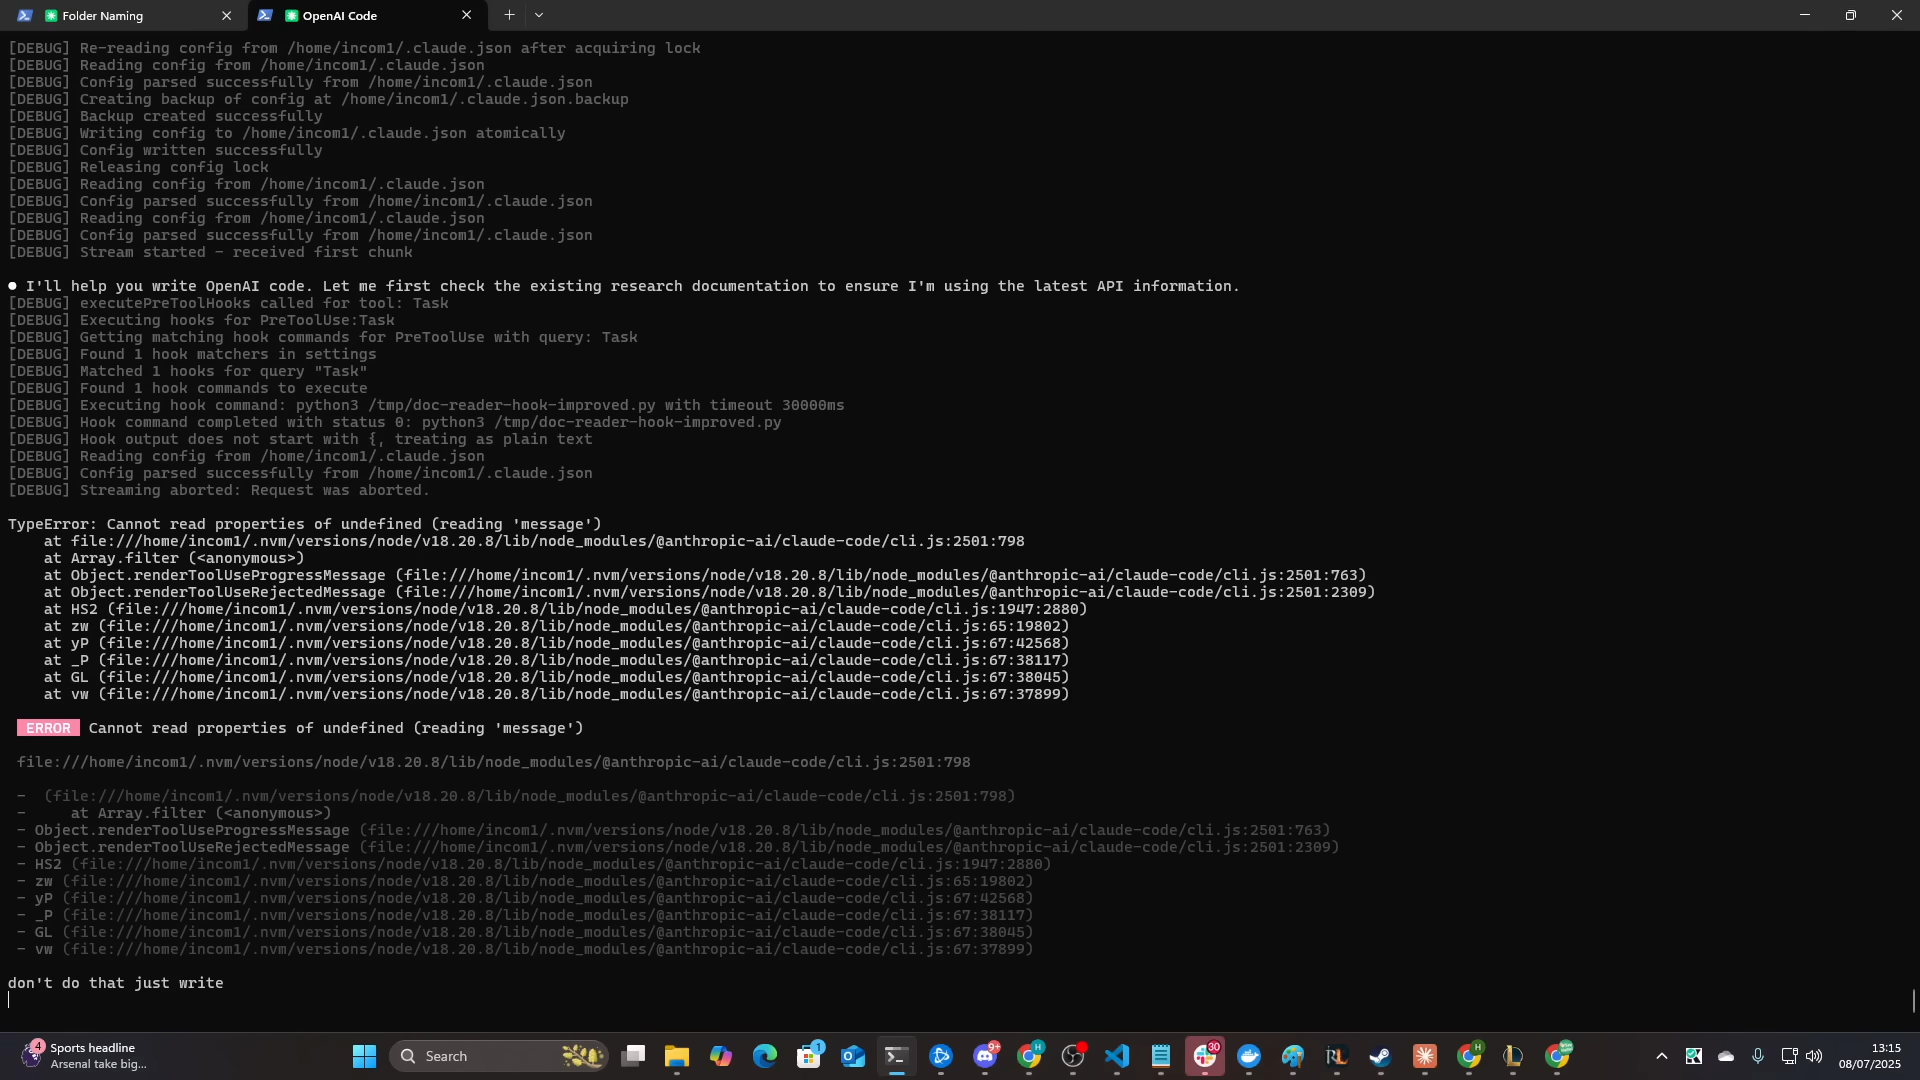 Folder Naming
OpenAI Code
[DEBUG] Re-reading config from /home/incom1/.claude.json after acquiring lock
[DEBUG] Reading config from /home/incom1/.claude.json
[DEBUG] Config parsed successfully from /home/incom1/.claude.json
[DEBUG] Creating backup of config at /home/incom1/.claude.json.backup
[DEBUG] Backup created successfully
[DEBUG] Writing config to /home/incom1/.claude.json atomically
[DEBUG] Config written successfully
[DEBUG] Releasing config lock
[DEBUG] Reading config from /home/incom1/.claude.json
[DEBUG] Config parsed successfully from /home/incom1/.claude.json
[DEBUG] Reading config from /home/incom1/.claude.json
[DEBUG] Config parsed successfully from /home/incom1/.claude.json
[DEBUG] Stream started - received first chunk
● I'll help you write OpenAI code. Let me first check the existing research documentation to ensure I'm using the latest API information.
[DEBUG] executePreToolHooks called for tool: Task
[DEBUG] Executing hooks for PreToolUse:Task
[DEBUG] Getting matching hook commands for PreToolUse with query: Task
[DEBUG] Found 1 hook matchers in settings
[DEBUG] Matched 1 hooks for query "Task"
[DEBUG] Found 1 hook commands to execute
[DEBUG] Executing hook command: python3 /tmp/doc-reader-hook-improved.py with timeout 30000ms
[DEBUG] Hook command completed with status 0: python3 /tmp/doc-reader-hook-improved.py
[DEBUG] Hook output does not start with {, treating as plain text
[DEBUG] Reading config from /home/incom1/.claude.json
[DEBUG] Config parsed successfully from /home/incom1/.claude.json
[DEBUG] Streaming aborted: Request was aborted.
TypeError: Cannot read properties of undefined (reading 'message')
at file:///home/incom1/.nvm/versions/node/v18.20.8/lib/node_modules/@anthropic-ai/claude-code/cli.js:2501:798
at Array.filter (<anonymous>)
at Object.renderToolUseProgressMessage (file:///home/incom1/.nvm/versions/node/v18.20.8/lib/node_modules/@anthropic-ai/claude-code/cli.js:2501:763)
at Object.renderToolUseRejectedMessage (file:///home/incom1/.nvm/versions/node/v18.20.8/lib/node_modules/@anthropic-ai/claude-code/cli.js:2501:2309)
at HS2 (file:///home/incom1/.nvm/versions/node/v18.20.8/lib/node_modules/@anthropic-ai/claude-code/cli.js:1947:2880)
at zw (file:///home/incom1/.nvm/versions/node/v18.20.8/lib/node_modules/@anthropic-ai/claude-code/cli.js:65:19802)
at yP (file:///home/incom1/.nvm/versions/node/v18.20.8/lib/node_modules/@anthropic-ai/claude-code/cli.js:67:42568)
at _P (file:///home/incom1/.nvm/versions/node/v18.20.8/lib/node_modules/@anthropic-ai/claude-code/cli.js:67:38117)
at GL (file:///home/incom1/.nvm/versions/node/v18.20.8/lib/node_modules/@anthropic-ai/claude-code/cli.js:67:38045)
at vw (file:///home/incom1/.nvm/versions/node/v18.20.8/lib/node_modules/@anthropic-ai/claude-code/cli.js:67:37899)
ERROR Cannot read properties of undefined (reading 'message')
file:///home/incom1/.nvm/versions/node/v18.20.8/lib/node_modules/@anthropic-ai/claude-code/cli.js:2501:798
- (file:///home/incom1/.nvm/versions/node/v18.20.8/lib/node_modules/@anthropic-ai/claude-code/cli.js:2501:798)
- at Array.filter (<anonymous>)
- Object.renderToolUseProgressMessage (file:///home/incom1/.nvm/versions/node/v18.20.8/lib/node_modules/@anthropic-ai/claude-code/cli.js:2501:763)
- Object.renderToolUseRejectedMessage (file:///home/incom1/.nvm/versions/node/v18.20.8/lib/node_modules/@anthropic-ai/claude-code/cli.js:2501:2309)
- HS2 (file:///home/incom1/.nvm/versions/node/v18.20.8/lib/node_modules/@anthropic-ai/claude-code/cli.js:1947:2880)
- zw (file:///home/incom1/.nvm/versions/node/v18.20.8/lib/node_modules/@anthropic-ai/claude-code/cli.js:65:19802)
- yP (file:///home/incom1/.nvm/versions/node/v18.20.8/lib/node_modules/@anthropic-ai/claude-code/cli.js:67:42568)
- _P (file:///home/incom1/.nvm/versions/node/v18.20.8/lib/node_modules/@anthropic-ai/claude-code/cli.js:67:38117)
- GL (file:///home/incom1/.nvm/versions/node/v18.20.8/lib/node_modules/@anthropic-ai/claude-code/cli.js:67:38045)
- vw (file:///home/incom1/.nvm/versions/node/v18.20.8/lib/node_modules/@anthropic-ai/claude-code/cli.js:67:37899)
don't do that just write
4
Sports headline
Arsenal take big...
Search
1
9+
H
30
RL
H
13:15
08/07/2025